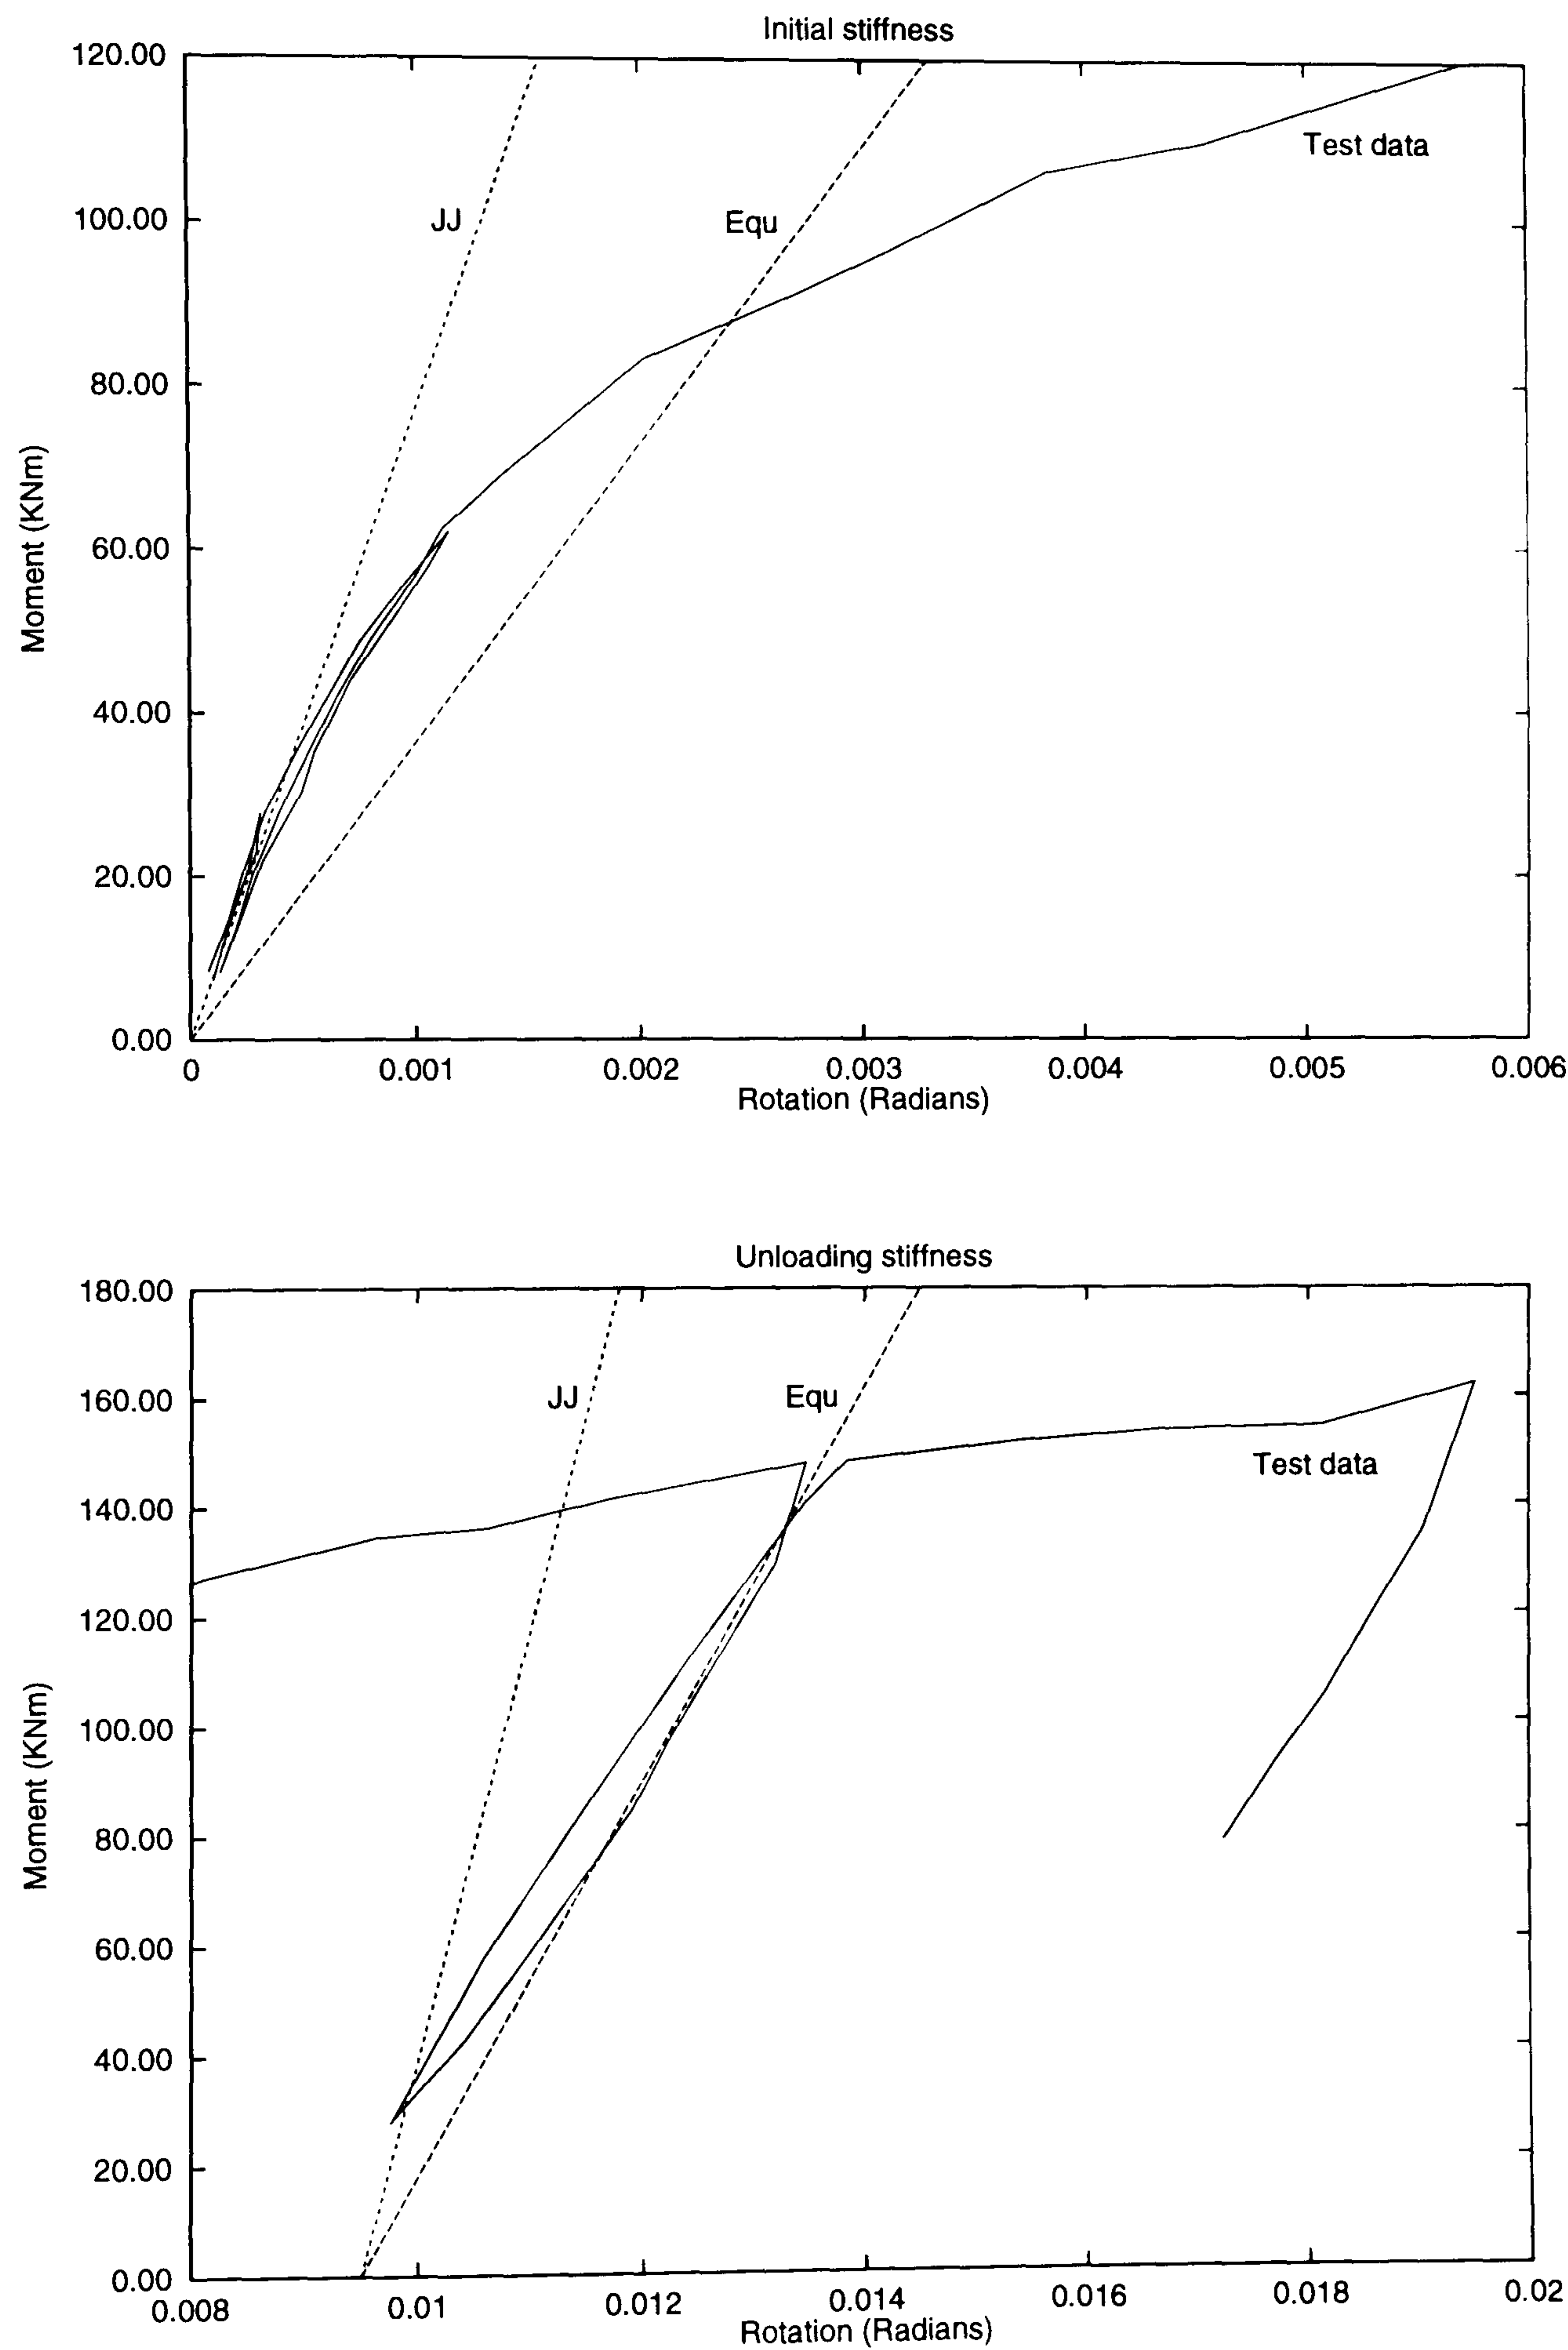 Initial stiffness
120.00
Test data
100.00
JJ
Equ
80.00
Moment (KNm)
60.00
40.00
20.00
0.00
0 0.001 0.002 0.003 0.004 0.005 0.006
Rotation (Radians)
Unloading stiffness
180.00
160.00
JJ
Equ
Test data
140.00
120.00
Moment (KNm)
100.00
80.00
60.00
40.00
20.00
0.00
0.008 0.01 0.012 0.014 0.016 0.018 0.02
Rotation (Radians)